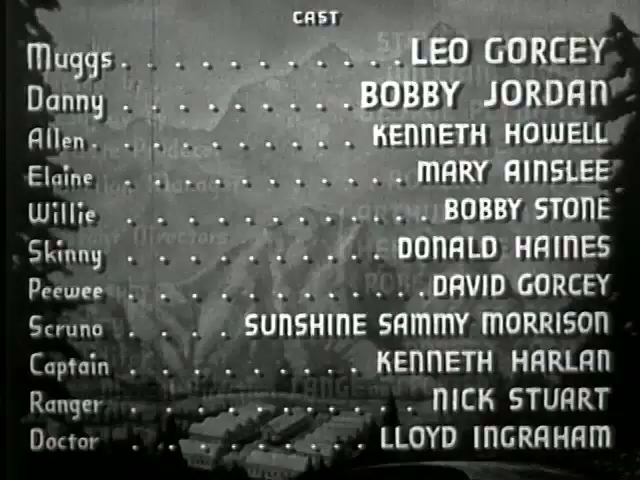 CAST
Muggs . . . . . . . . . . . LEO GORCEY
Danny . . . . . . . . . BOBBY JORDAN
Allen . . . . . . . . . KENNETH HOWELL
Elaine . . . . . . . . . . MARY AINSLEE
Willie . . . . . . . . . . . BOBBY STONE
Skinny . . . . . . . . . . DONALD HAINES
Peewee . . . . . . . . . . . DAVID GORCEY
Scruno . . . . SUNSHINE SAMMY MORRISON
Captain . . . . . . . . . KENNETH HARLAN
Ranger . . . . . . . . . . . NICK STUART
Doctor . . . . . . . . . LLOYD INGRAHAM